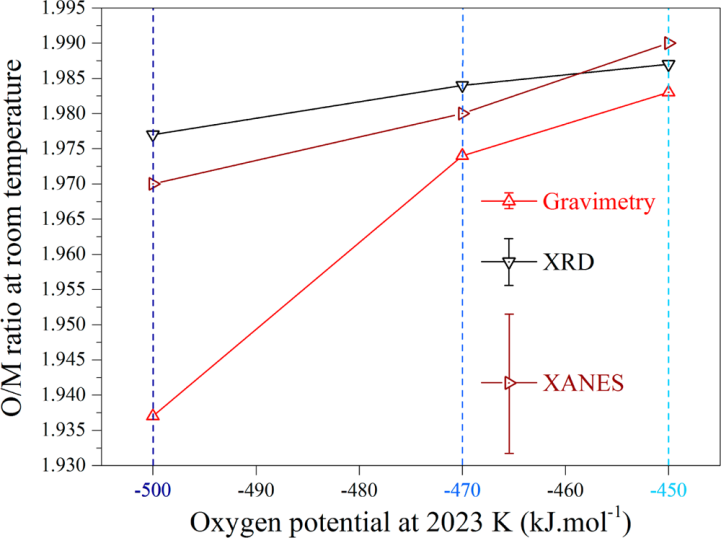 O/M ratio at room temperature
1.990
1.985
1.980
1.975
1.970
1.965
1.960
1.955
1.950
1.945
1.940
1.935
1.930
Gravimetry
XRD
XANES
-500 -490 -480 -470 -460 -450
Oxygen potential at 2023 K (kJ.mol⁻¹)